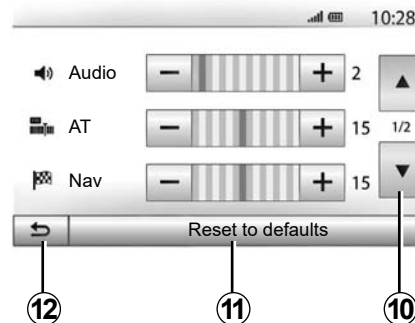 10:28
Audio − + 2
AT − + 15 1/2
Nav − + 15
Reset to defaults
12 11 10